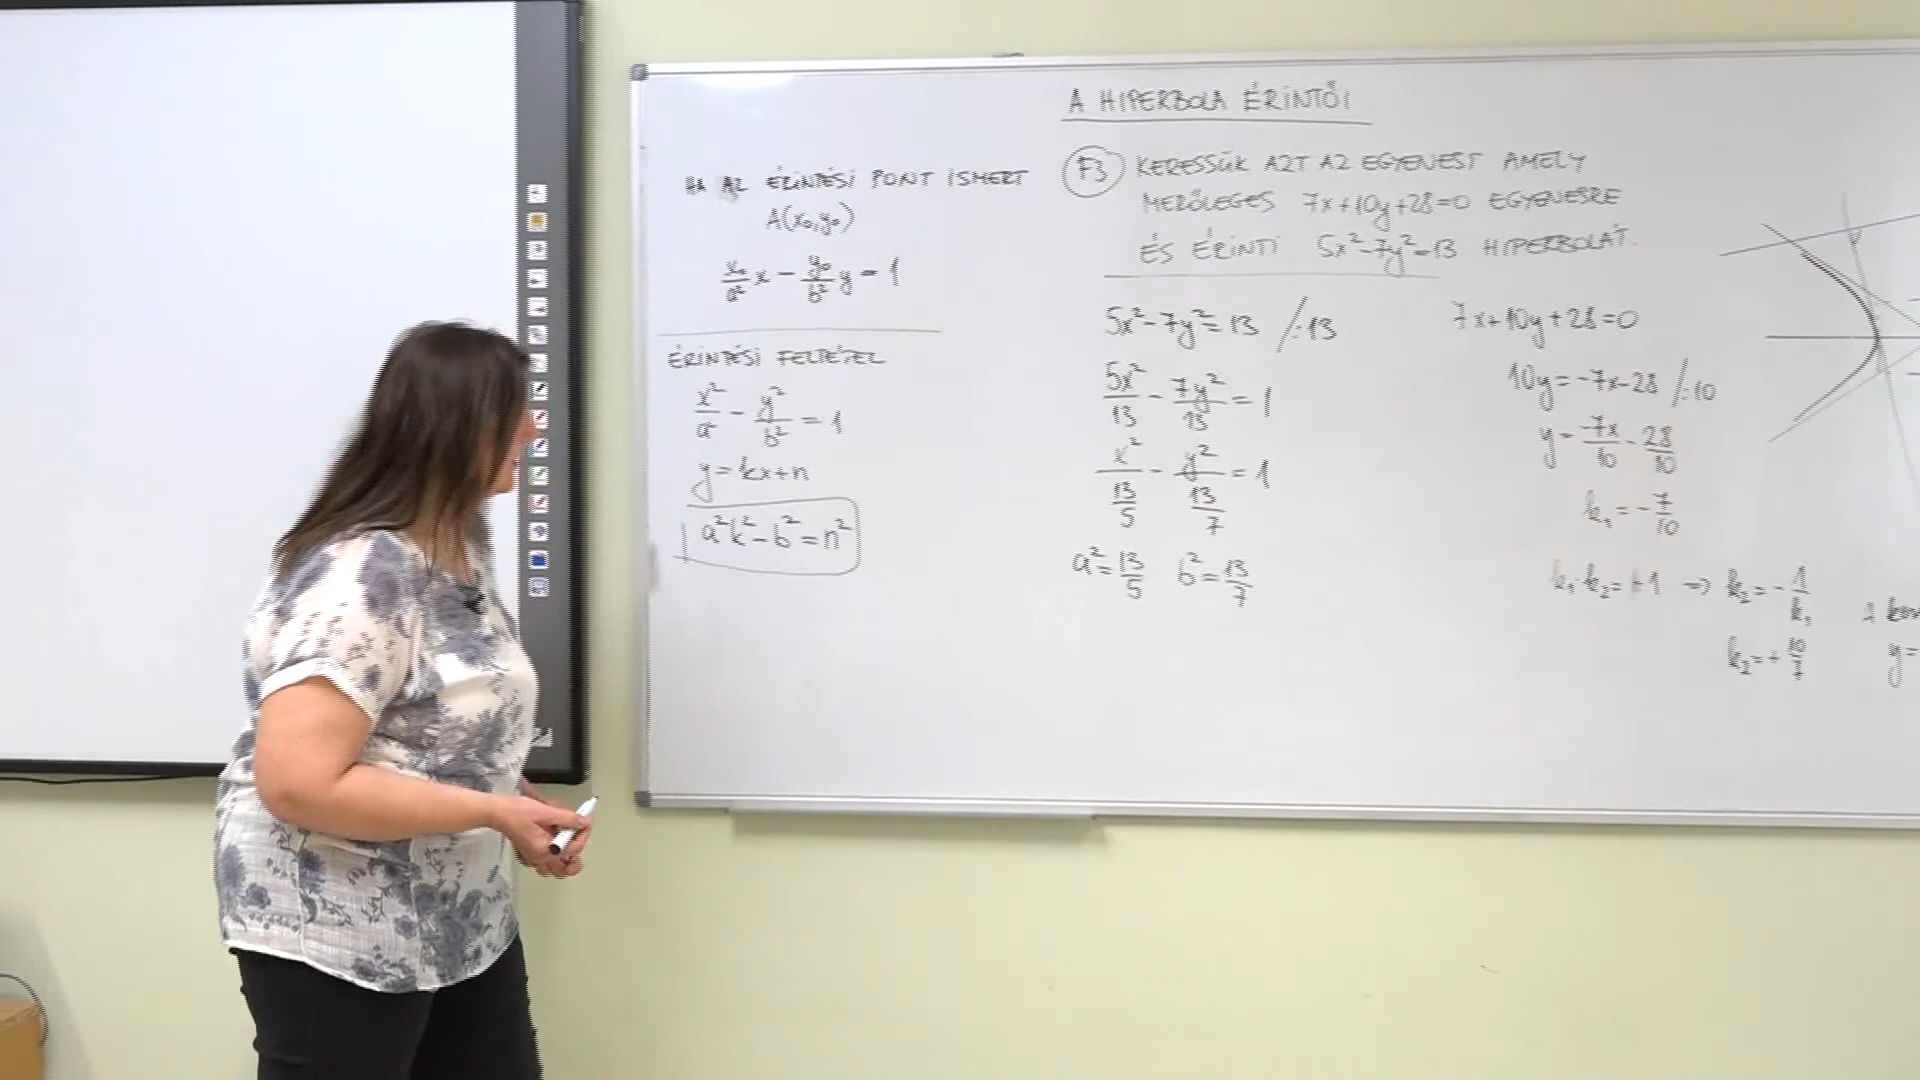 A HIPERBOLA ÉRINTŐI
HA AZ ÉRINTÉSI PONT ISMERT
A(x₀,y₀)
x₀/a² x - y₀/b² y = 1
ÉRINTÉSI FELTÉTEL
x²/a² - y²/b² = 1
y=kx+n
a²k²-b²=n²
F3 KERESSÜK AZT AZ EGYENEST AMELY
MERŐLEGES 7x+10y+28=0 EGYENESRE
ÉS ÉRINTI 5x²-7y²=13 HIPERBOLÁT.
5x²-7y²=13 /:13
5x²/13 - 7y²/13 = 1
x²/(13/5) - y²/(13/7) = 1
a²=13/5 b²=13/7
7x+10y+28=0
10y=-7x-28 /:10
y=-7x/10 - 28/10
k₁=-7/10
k₁·k₂=-1 ⇒ k₂=-1/k₁
k₂=+10/7
y=